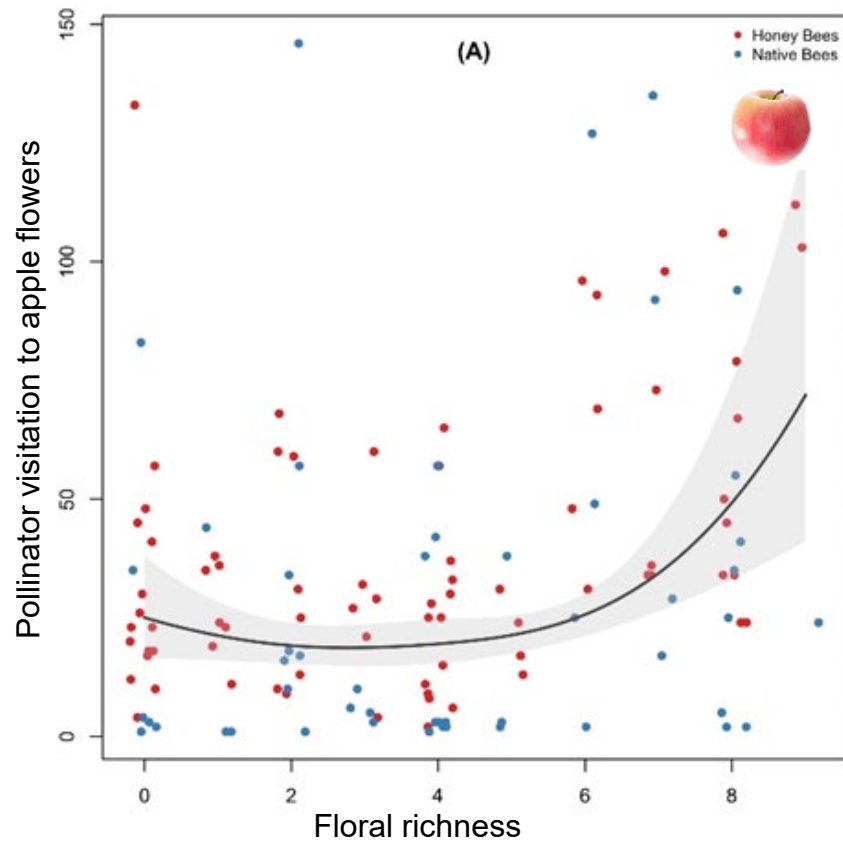 150
(A)
Honey Bees
Native Bees
100
50
0
Pollinator visitation to apple flowers
0 2 4 6 8
Floral richness